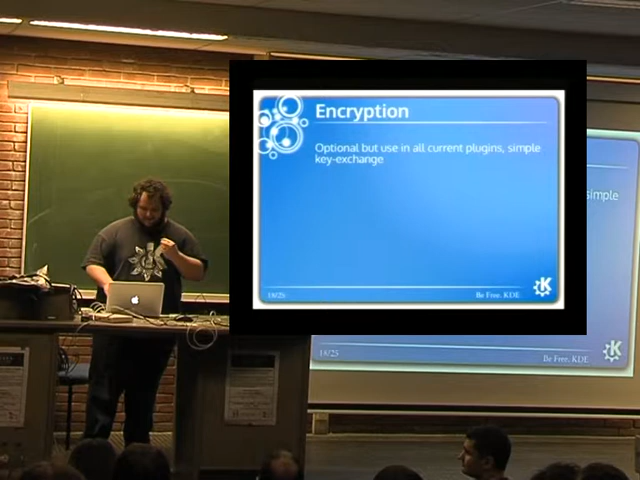 Encryption
Optional but use in all current plugins, simple
key-exchange
18/25
Be Free. KDE
simple
18/25
Be Free. KDE